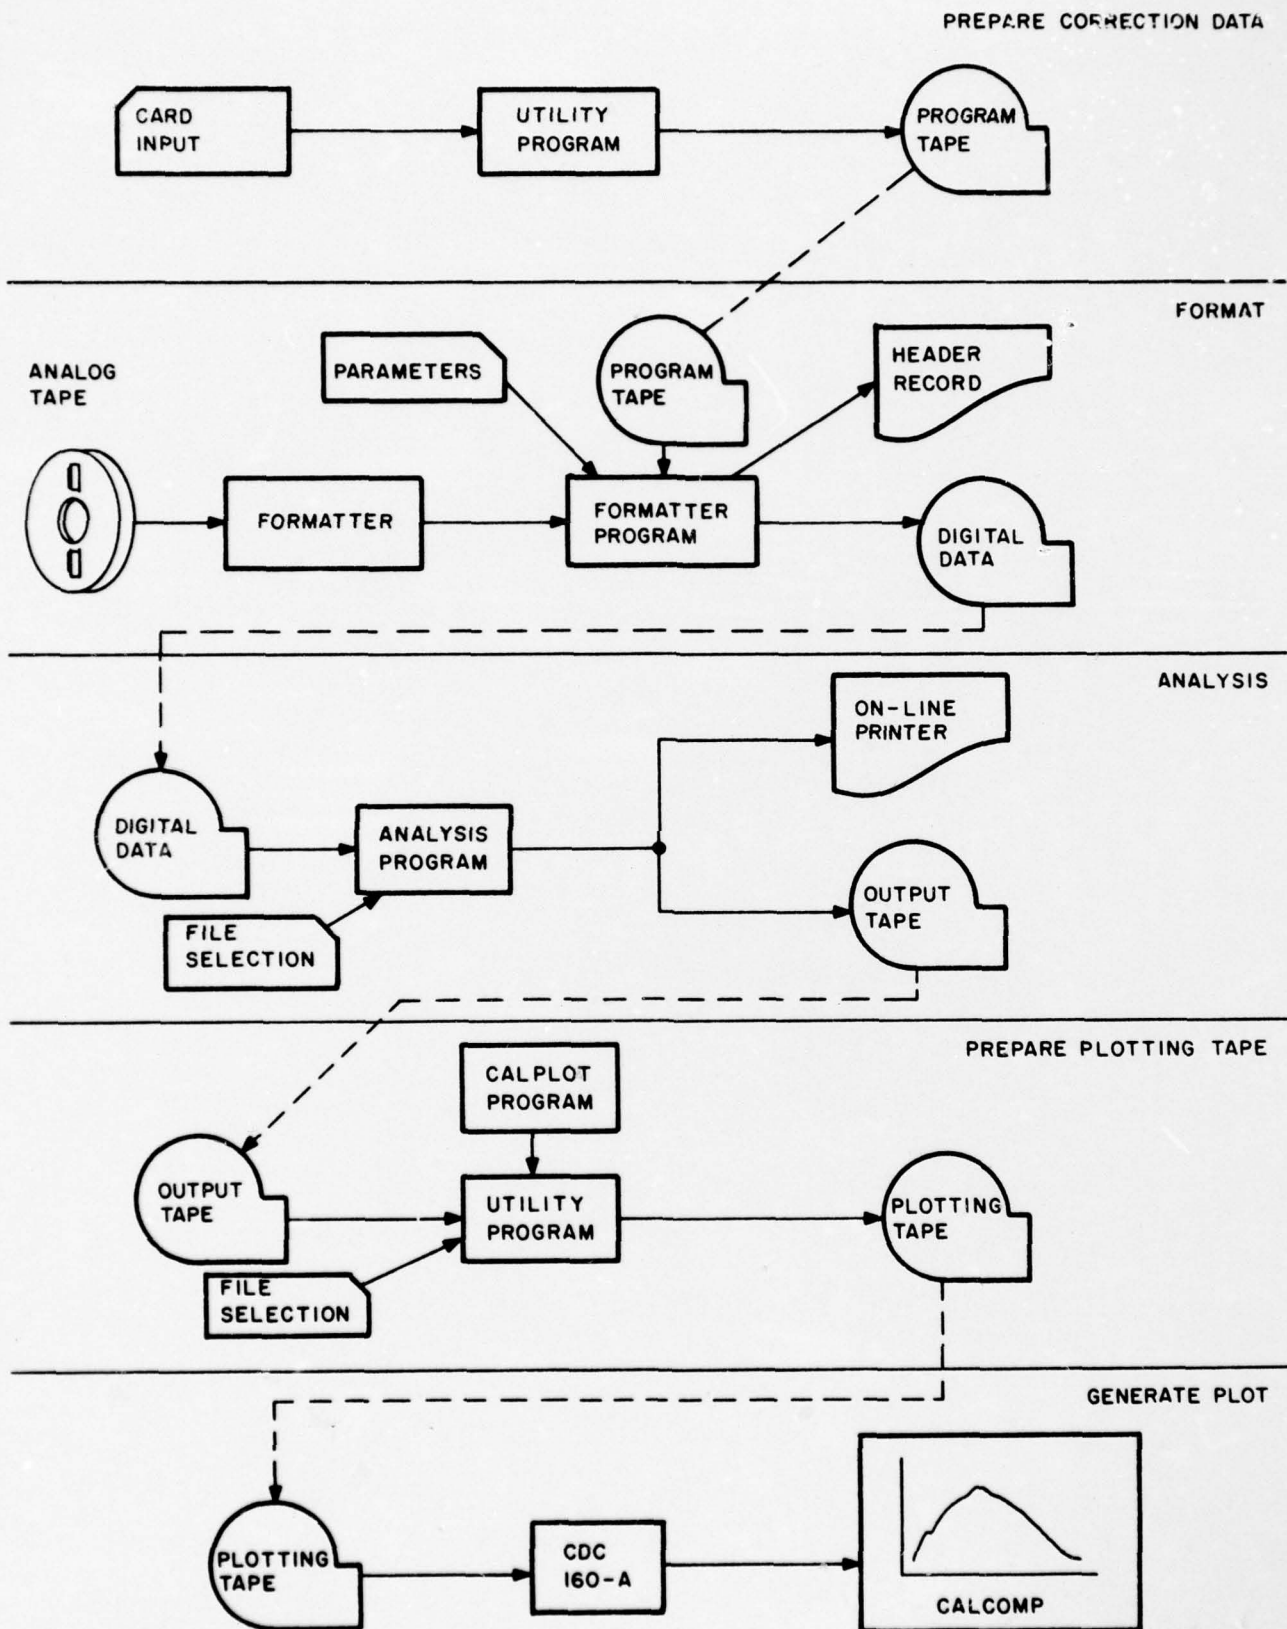 PREPARE CORRECTION DATA
CARD
INPUT
UTILITY
PROGRAM
PROGRAM
TAPE
FORMAT
ANALOG
TAPE
PARAMETERS
PROGRAM
TAPE
HEADER
RECORD
FORMATTER
FORMATTER
PROGRAM
DIGITAL
DATA
ANALYSIS
ON-LINE
PRINTER
DIGITAL
DATA
ANALYSIS
PROGRAM
FILE
SELECTION
OUTPUT
TAPE
PREPARE PLOTTING TAPE
CALPLOT
PROGRAM
OUTPUT
TAPE
UTILITY
PROGRAM
PLOTTING
TAPE
FILE
SELECTION
GENERATE PLOT
PLOTTING
TAPE
CDC
160-A
CALCOMP